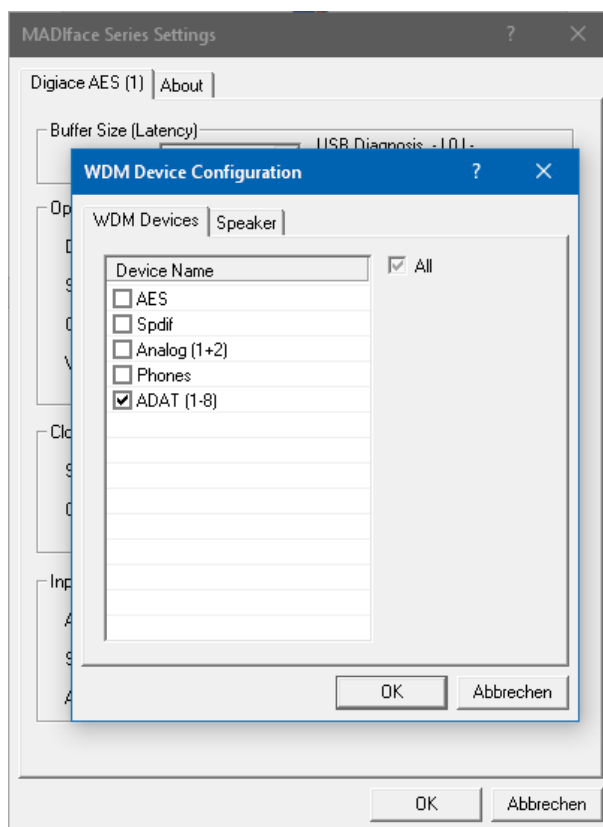 MADIface Series Settings
Digiace AES (1) About
Buffer Size (Latency)
USB Diagnosis
WDM Device Configuration
WDM Devices Speaker
Device Name
All
AES
Spdif
Analog (1+2)
Phones
ADAT (1-8)
OK Abbrechen
OK Abbrechen